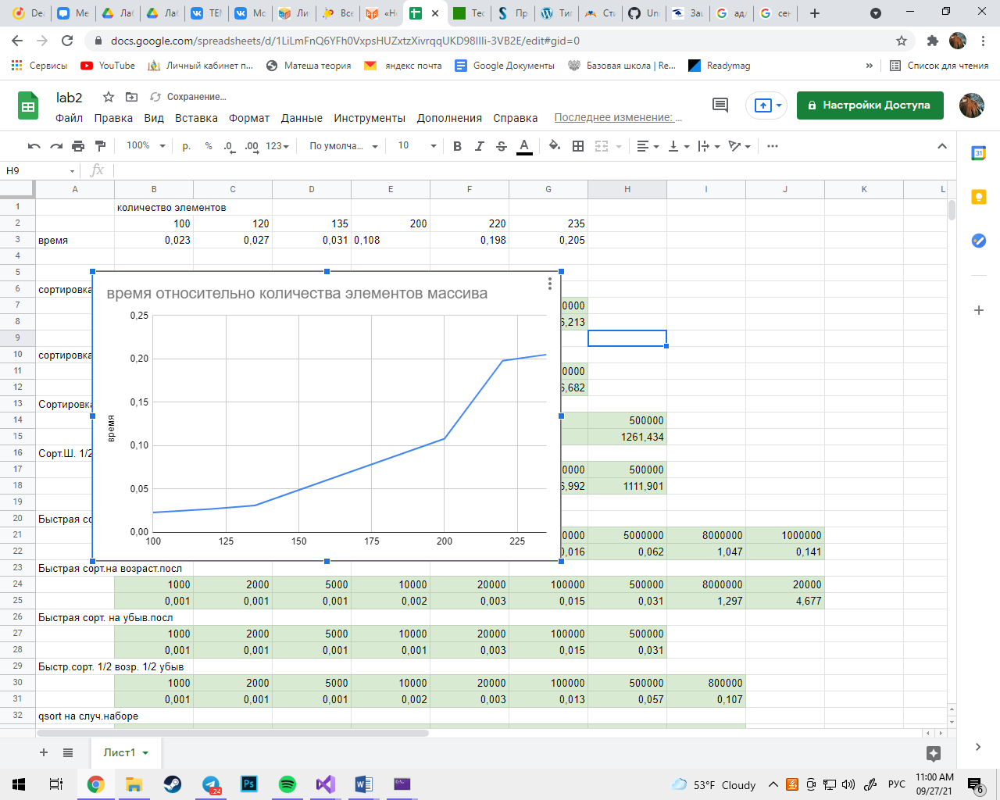 De
Ме
Лаб
Лаб
ТЕ
Мо
Ли
Все
«Н
Тес
Пр
Ти
Ст
Un
Заш
ад
се
docs.google.com/spreadsheets/d/1LiLmFnQ6YFh0VxpsHUZxtzXivrqqUKD98IIIi-3VB2E/edit#gid=0
Сервисы YouTube Личный кабинет п... Матеша теория яндекс почта Google Документы Базовая школа | Re... Readymag » Список для чтения
lab2 Сохранение...
Файл Правка Вид Вставка Формат Данные Инструменты Дополнения Справка Последнее изменение: ...
Настройки Доступа
100% р. % .0 .00 123 По умолча... 10 B I S A
H9 fx
A B C D E F G H I J K L
1 количество элементов
2 100 120 135 200 220 235
3 время 0,023 0,027 0,031 0,108 0,198 0,205
4
5
6 сортировка
7 0000
8 6,213
9
10 сортировка
11 0000
12 6,682
13 Сортировка
14 500000
15 1261,434
16 Сорт.Ш. 1/2
17 0000 500000
18 6,992 1111,901
19
20 Быстрая со
21 0000 5000000 8000000 1000000
22 0,016 0,062 1,047 0,141
время относительно количества элементов массива
0,25
0,20
0,15
0,10
0,05
0,00
время
100 125 150 175 200 225
23 Быстрая сорт.на возраст.посл
24 1000 2000 5000 10000 20000 100000 500000 8000000 20000
25 0,001 0,001 0,001 0,002 0,003 0,015 0,031 1,297 4,677
26 Быстрая сорт. на убыв.посл
27 1000 2000 5000 10000 20000 100000 500000
28 0,001 0,001 0,001 0,001 0,003 0,015 0,031
29 Быстр.сорт. 1/2 возр. 1/2 убыв
30 1000 2000 5000 10000 20000 100000 500000 800000
31 0,001 0,001 0,001 0,002 0,003 0,013 0,057 0,107
32 qsort на случ.наборе
Лист1
53°F Cloudy РУС 11:00 AM
09/27/21